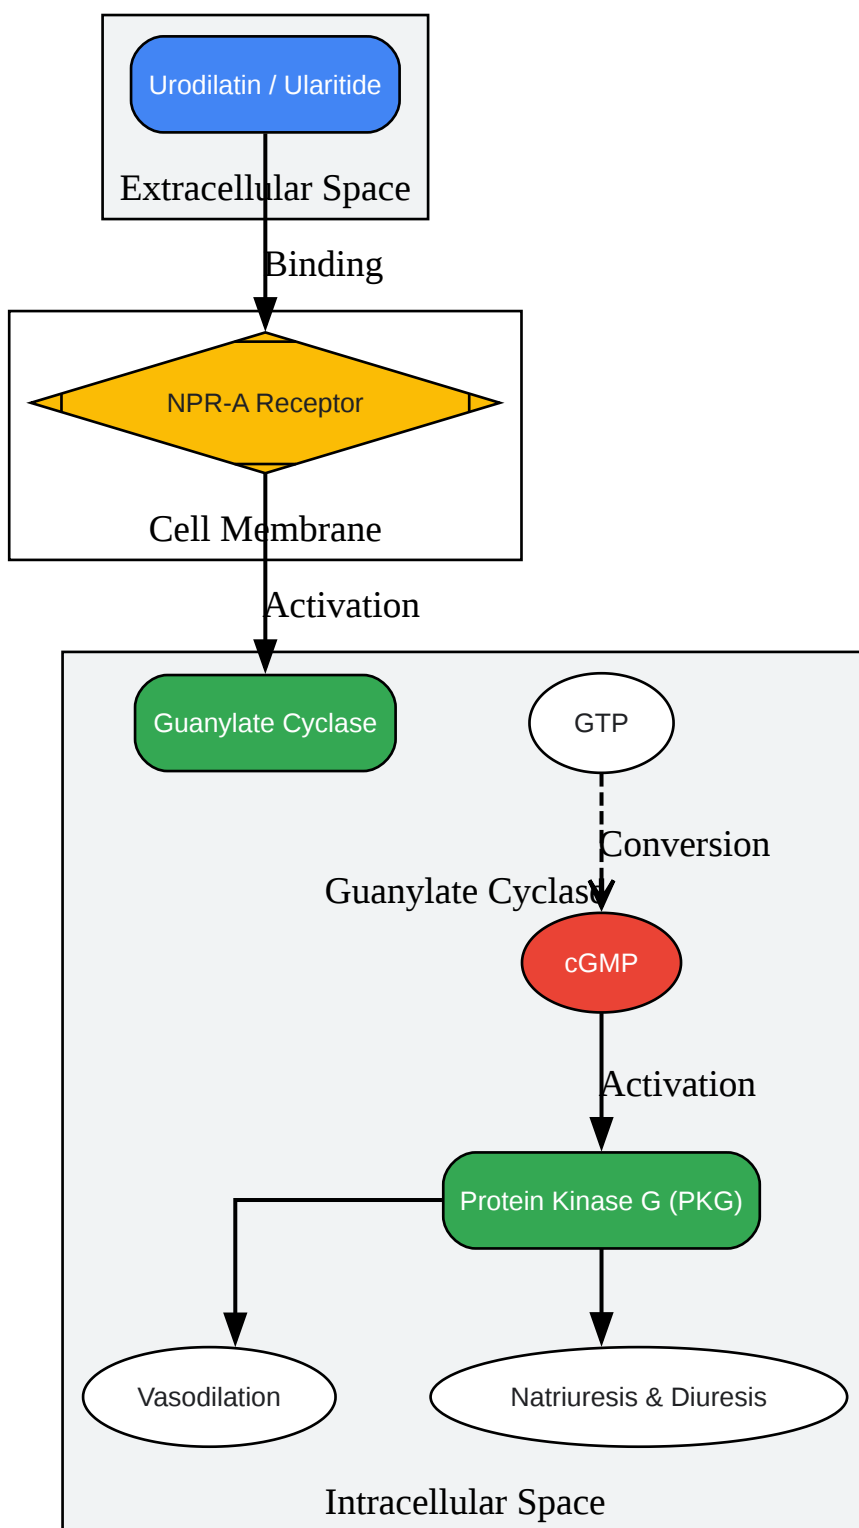 Urodilatin / Ularitide
Extracellular Space
Binding
NPR-A Receptor
Cell Membrane
Activation
Guanylate Cyclase
GTP
Conversion
Guanylate Cyclase
cGMP
Activation
Protein Kinase G (PKG)
Vasodilation
Natriuresis & Diuresis
Intracellular Space